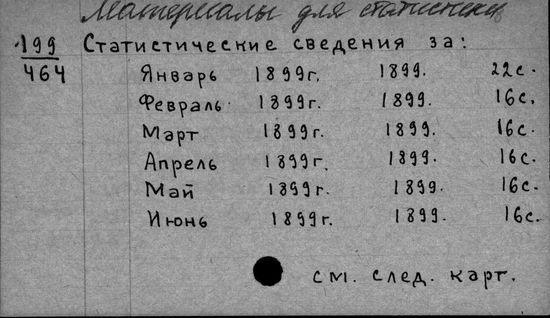 Материалы для статистики
199 Статистические сведения за:
464 Январь 1899г. 1899. 22с.
Февраль 1899г. 1899. 16с.
Март 1899г. 1899. 16с.
Апрель 1899г. 1899. 16с.
Май 1899г. 1899. 16с.
Июнь 1899г. 1899. 16с.
см. след. карт.